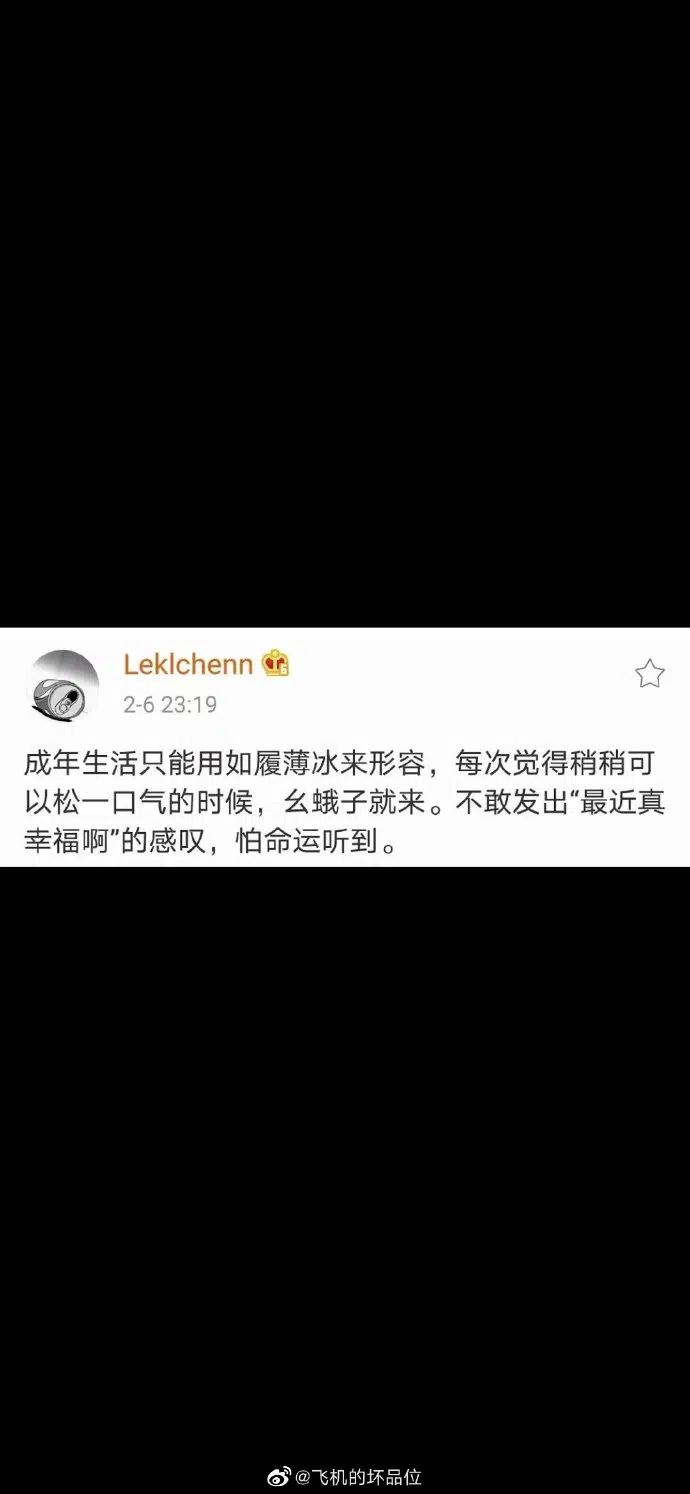 Leklchenn
2-6 23:19
成年生活只能用如履薄冰来形容，每次觉得稍稍可
以松一口气的时候，幺蛾子就来。不敢发出“最近真
幸福啊”的感叹，怕命运听到。
@飞机的坏品位